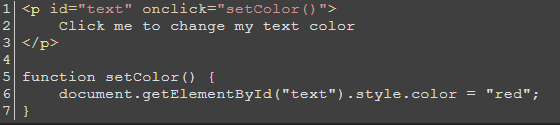 1 <p id="text" onclick="setColor()">
2     Click me to change my text color
3 </p>
4
5 function setColor() {
6     document.getElementById("text").style.color = "red";
7 }